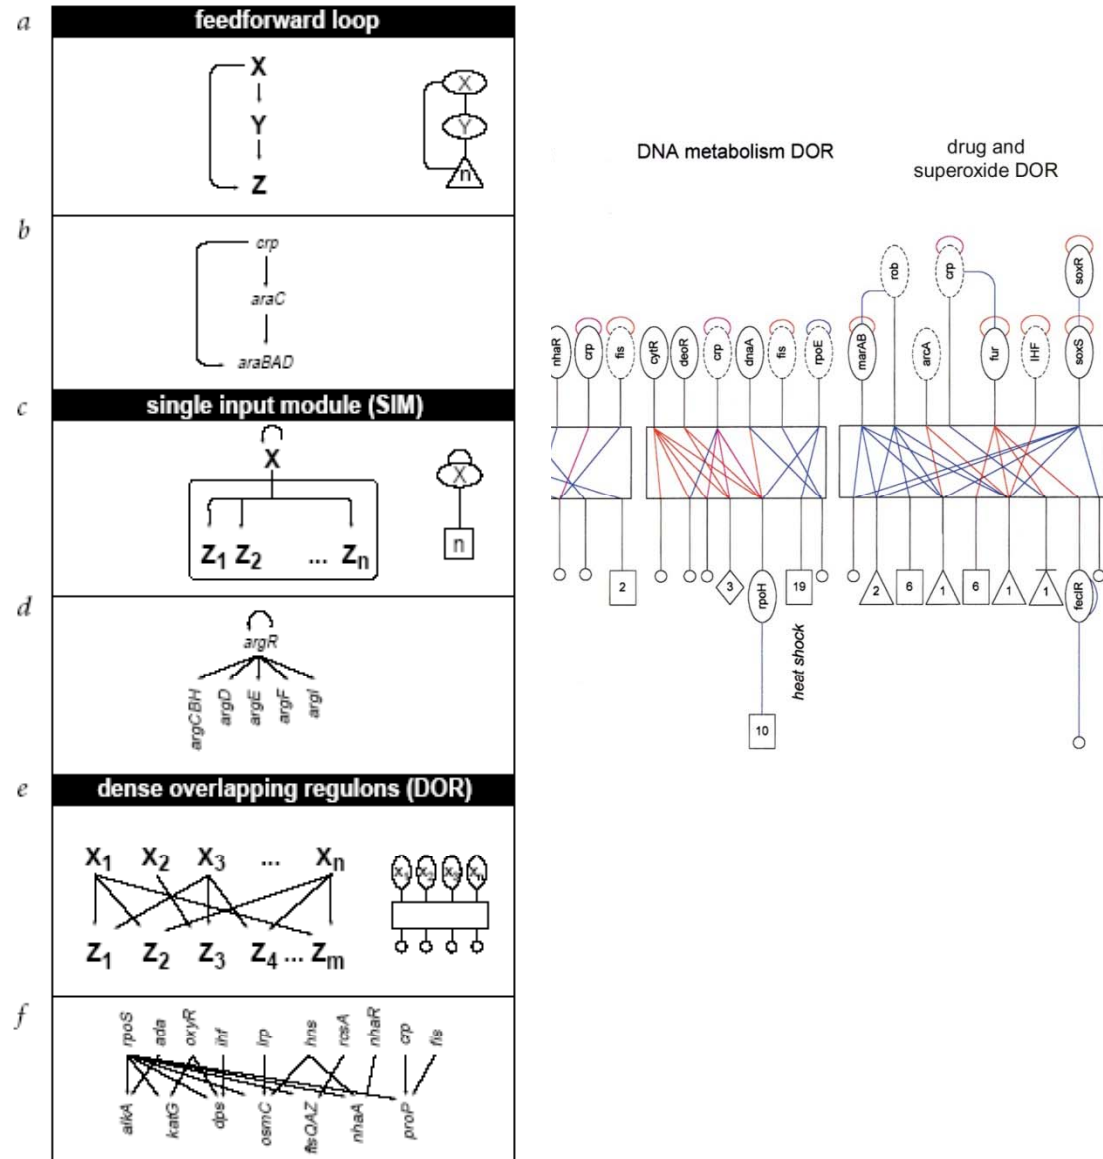 a
feedforward loop
X
Y
Z
X
Y
n
b
crp
araC
araBAD
c
single input module (SIM)
X
Z1 Z2 ... Zn
X
n
d
argR
argCBH argD argE argF argI
e
dense overlapping regulons (DOR)
X1 X2 X3 ... Xn
Z1 Z2 Z3 Z4 ... Zm
X1 X2 X3 Xn
f
rpoS ada oxyR ihf lrp hns rcsA nhaR crp fis
alkA katG dps osmC ftsQAZ nhaA proP
DNA metabolism DOR
drug and
superoxide DOR
rob crp soxR
nhaR crp fis cytR deoR crp dnaA fis rpoE marAB arcA fur IHF soxS
2 3 rpoH 19 2 6 1 6 1 1 fecIR
heat shock
10